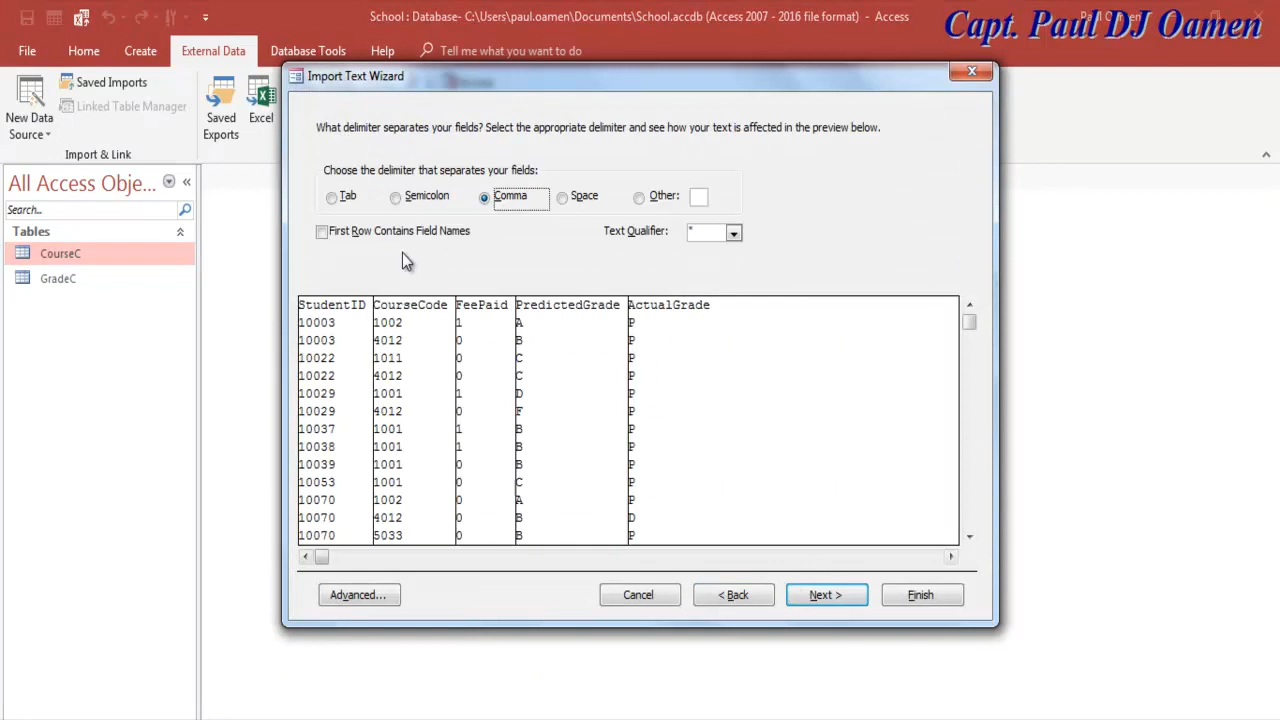 School : Database- C:\Users\paul.oamen\Documents\School.accdb (Access 2007 - 2016 file format) - Access
Capt. Paul DJ Oamen
File Home Create External Data Database Tools Help Tell me what you want to do
New Data Source
Saved Imports
Linked Table Manager
Saved Exports
Excel
Import & Link
All Access Obje...
Search...
Tables
CourseC
GradeC
Import Text Wizard
What delimiter separates your fields? Select the appropriate delimiter and see how your text is affected in the preview below.
Choose the delimiter that separates your fields:
Tab Semicolon Comma Space Other:
First Row Contains Field Names Text Qualifier: "
StudentID CourseCode FeePaid PredictedGrade ActualGrade
10003 1002 1 A P
10003 4012 0 B P
10022 1011 0 C P
10022 4012 0 C P
10029 1001 1 D P
10029 4012 0 F P
10037 1001 1 B P
10038 1001 1 B P
10039 1001 0 B P
10053 1001 0 C P
10070 1002 0 A P
10070 4012 0 B D
10070 5033 0 B P
Advanced... Cancel < Back Next > Finish